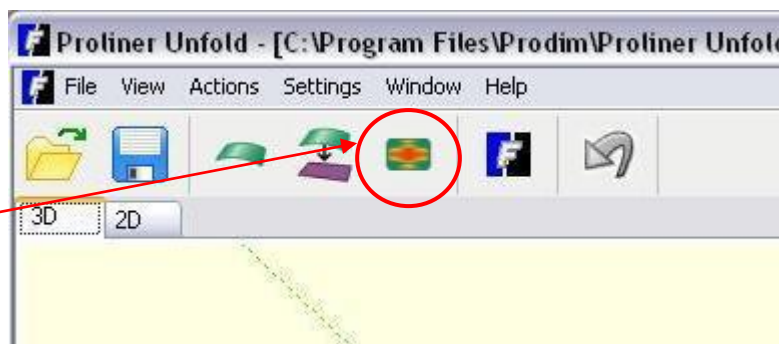 Proliner Unfold - [C:\Program Files\Prodim\Proliner Unfold
File View Actions Settings Window Help
3D 2D